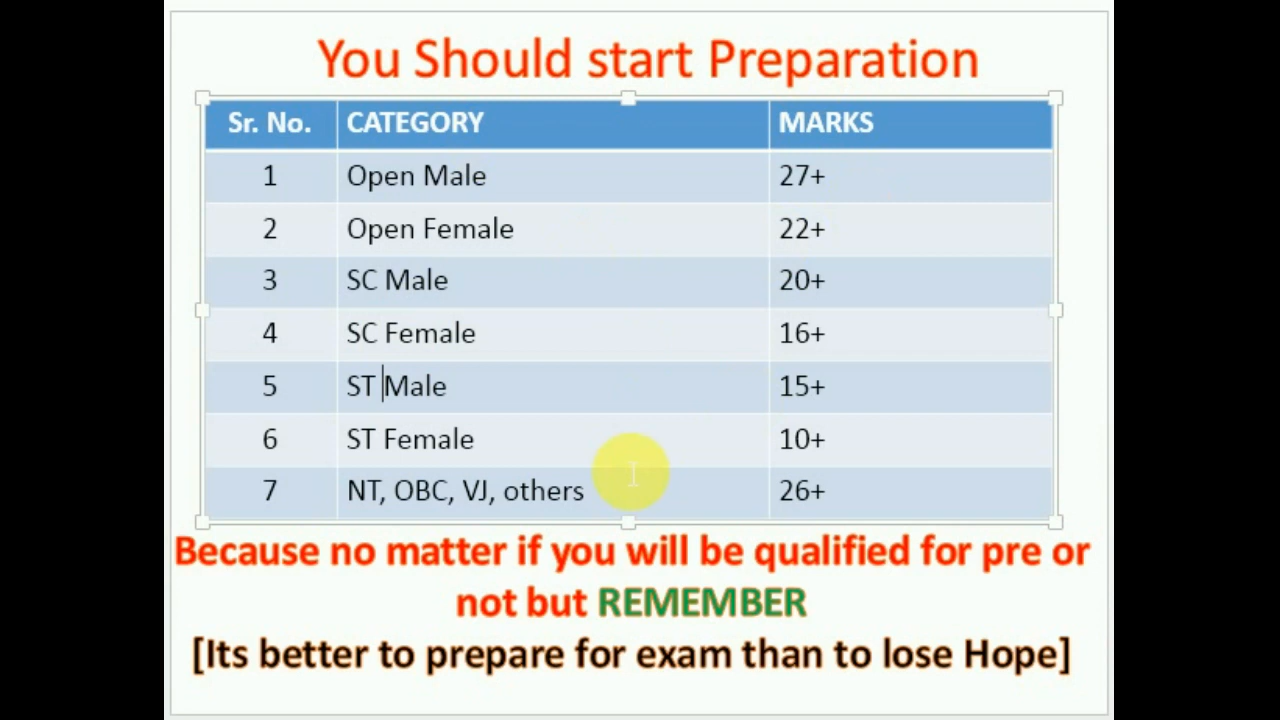 You Should start Preparation
Sr. No. CATEGORY MARKS
1 Open Male 27+
2 Open Female 22+
3 SC Male 20+
4 SC Female 16+
5 ST Male 15+
6 ST Female 10+
7 NT, OBC, VJ, others 26+
Because no matter if you will be qualified for pre or
not but REMEMBER
[Its better to prepare for exam than to lose Hope]